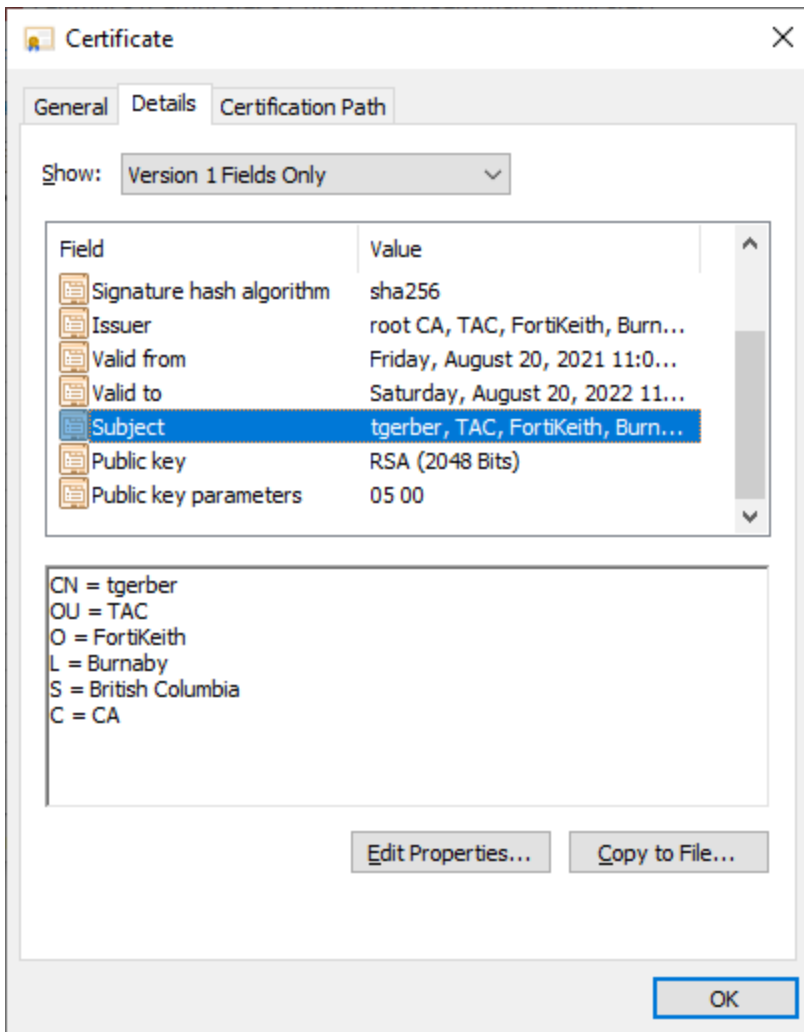 Certificate
General Details Certification Path
Show: Version 1 Fields Only
Field Value
Signature hash algorithm sha256
Issuer root CA, TAC, FortiKeith, Burn...
Valid from Friday, August 20, 2021 11:0...
Valid to Saturday, August 20, 2022 11...
Subject tgerber, TAC, FortiKeith, Burn...
Public key RSA (2048 Bits)
Public key parameters 05 00
CN = tgerber
OU = TAC
O = FortiKeith
L = Burnaby
S = British Columbia
C = CA
Edit Properties... Copy to File...
OK